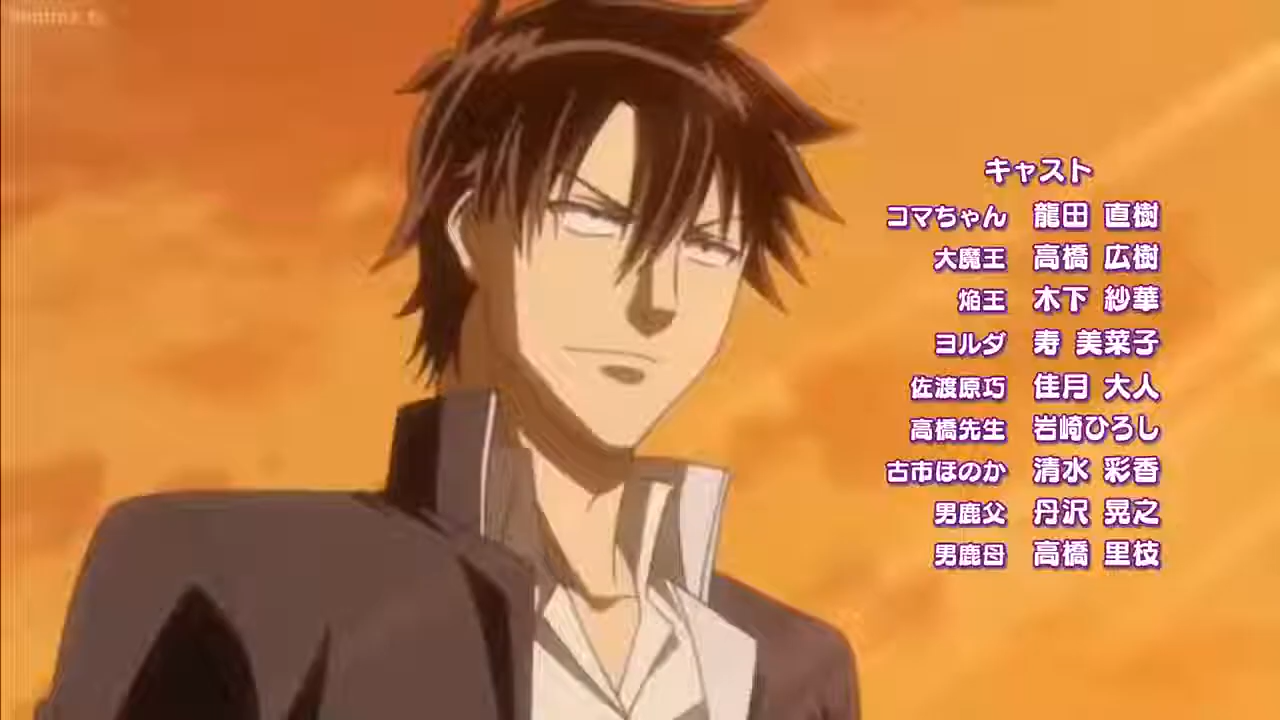 キャスト
コマちゃん 龍田 直樹
大魔王 高橋 広樹
焔王 木下 紗華
ヨルダ 寿 美菜子
佐渡原巧 佳月 大人
高橋先生 岩崎ひろし
古市ほのか 清水 彩香
男鹿父 丹沢 晃之
男鹿母 高橋 里枝